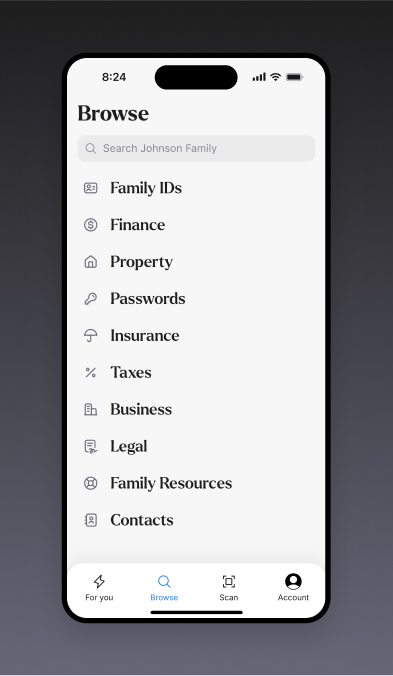 8:24
Browse
Search Johnson Family
Family IDs
Finance
Property
Passwords
Insurance
Taxes
Business
Legal
Family Resources
Contacts
For you Browse Scan Account